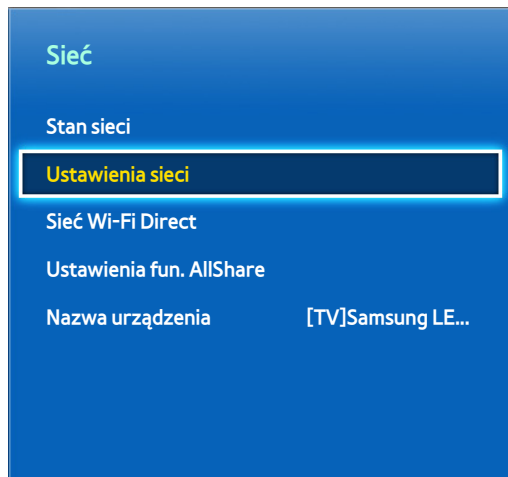 Sieć
Stan sieci
Ustawienia sieci
Sieć Wi-Fi Direct
Ustawienia fun. AllShare
Nazwa urządzenia [TV]Samsung LE...